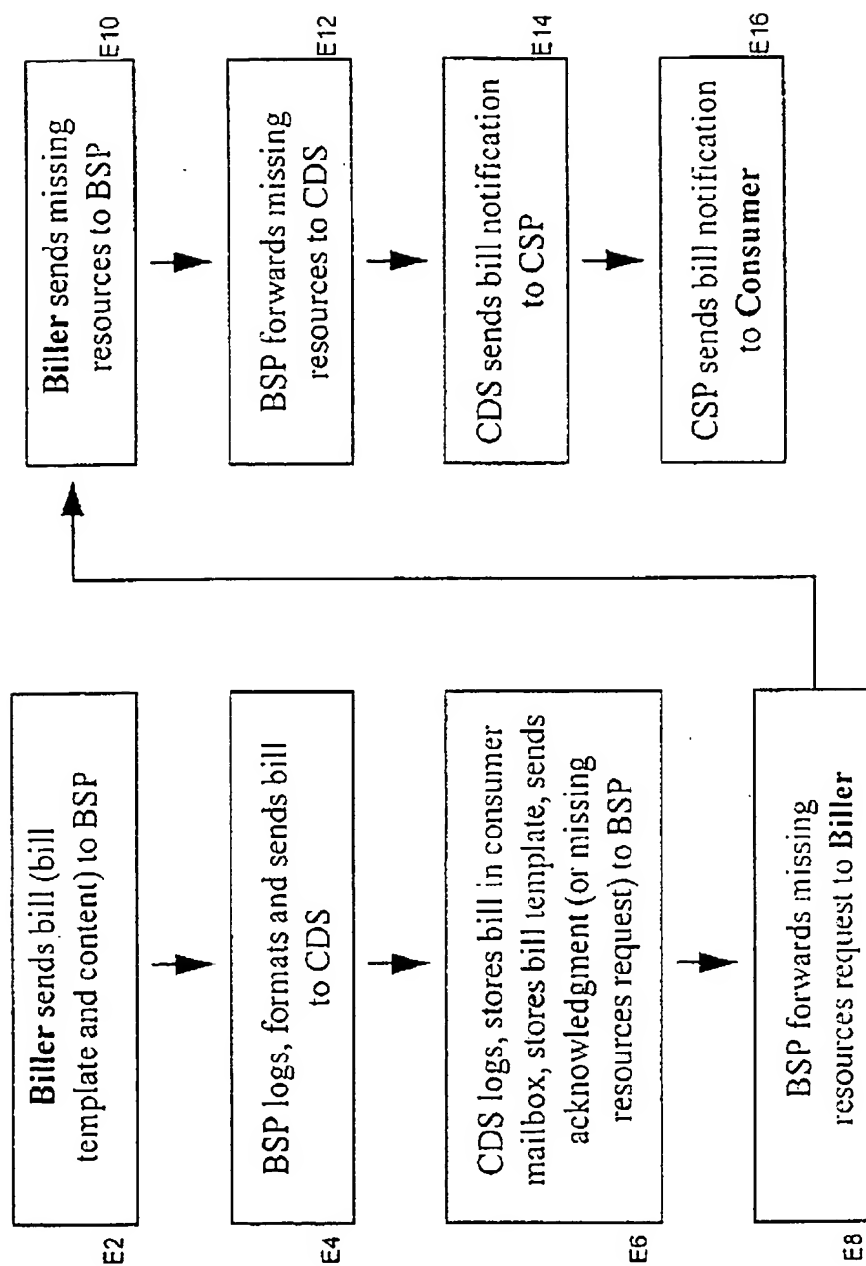 Biller sends bill (bill
template and content) to BSP
E2
BSP logs, formats and sends bill
to CDS
E4
CDS logs, stores bill in consumer
mailbox, stores bill template, sends
acknowledgment (or missing
resources request) to BSP
E6
BSP forwards missing
resources request to Biller
E8
Biller sends missing
resources to BSP
E10
BSP forwards missing
resources to CDS
E12
CDS sends bill notification
to CSP
E14
CSP sends bill notification
to Consumer
E16